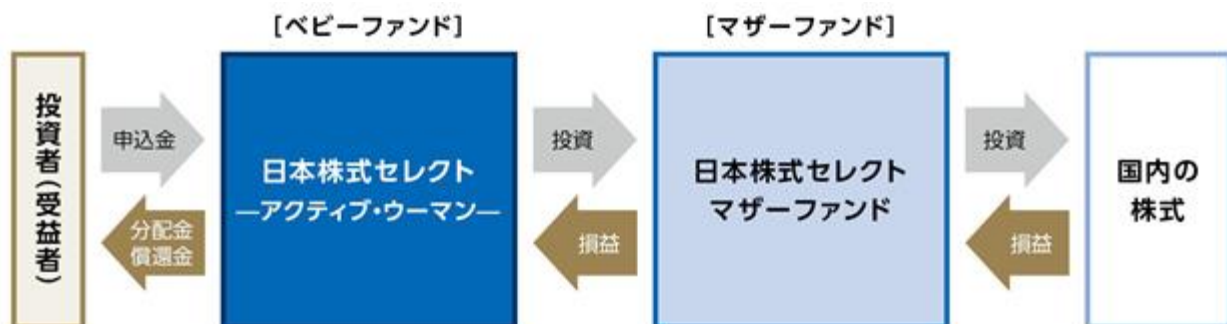 [ベビーファンド]
[マザーファンド]
投資者(受益者)
申込金
分配金
償還金
日本株式セレクト
―アクティブ・ウーマン―
投資
損益
日本株式セレクト
マザーファンド
投資
損益
国内の
株式